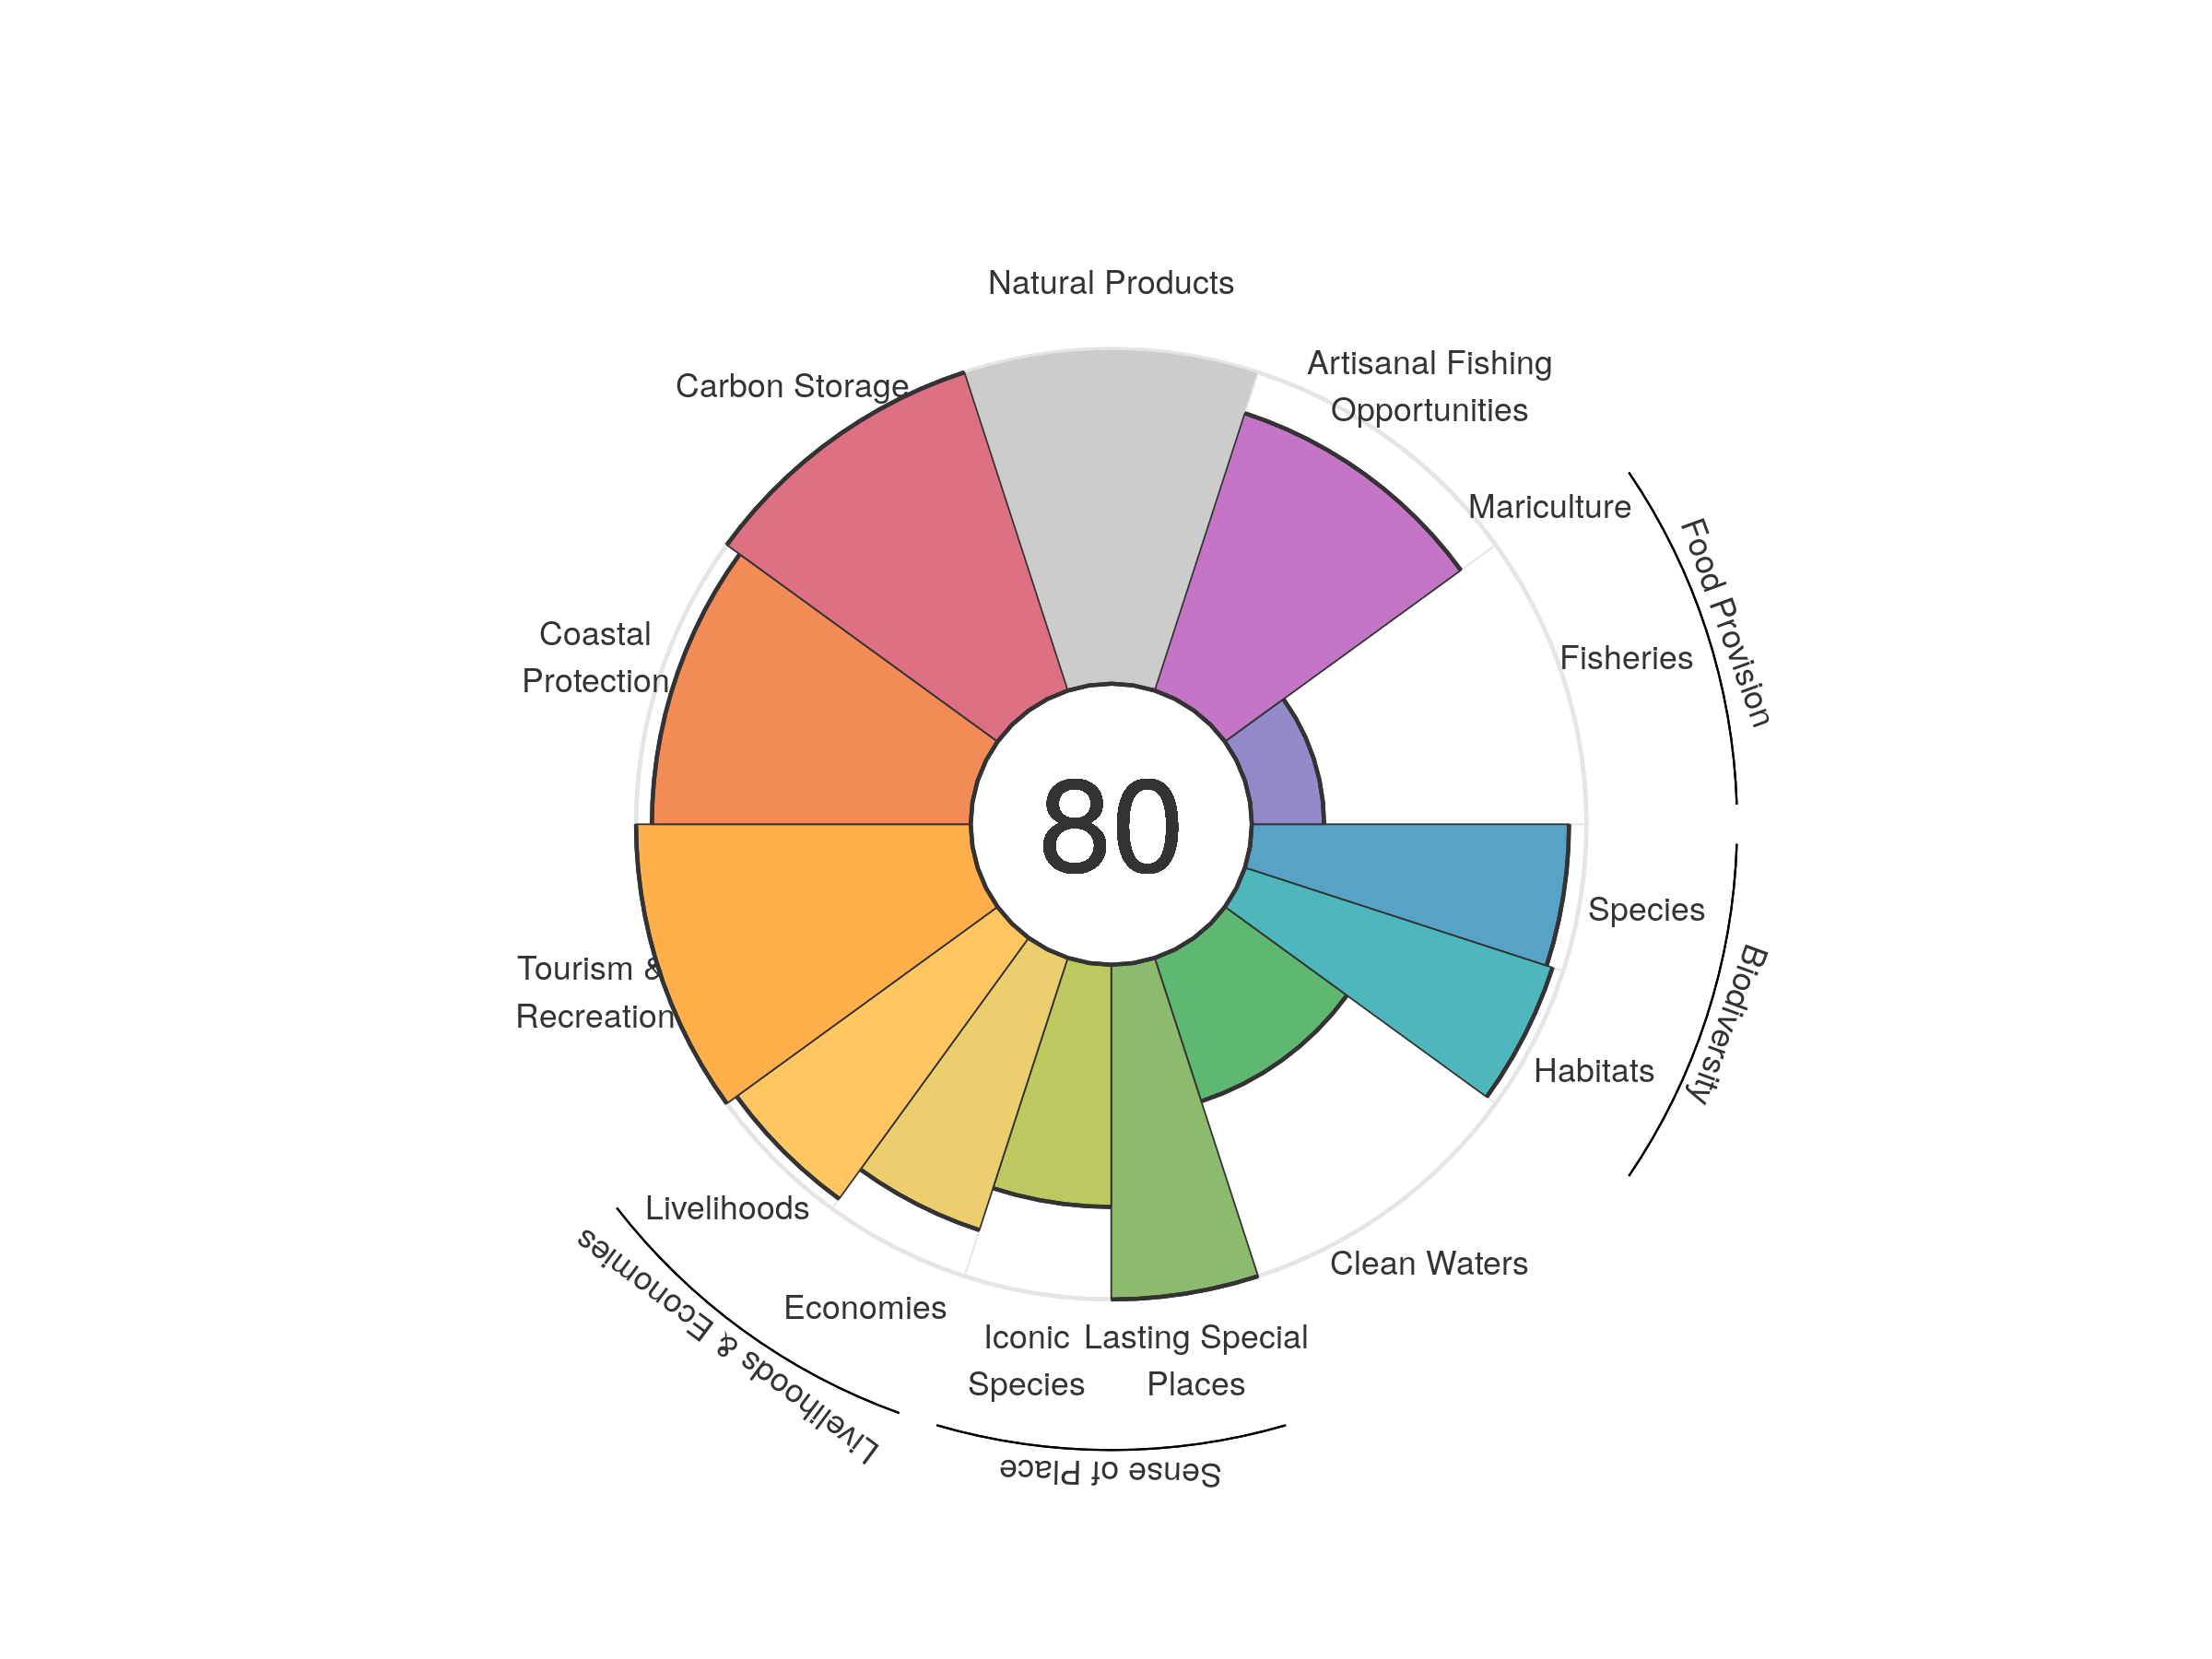 Natural Products
Artisanal Fishing
Opportunities
Carbon Storage
Mariculture
Food Provision
Coastal
Protection
Fisheries
80
Species
Tourism &
Recreation
Biodiversity
Habitats
Livelihoods
Clean Waters
Livelihoods & Economies
Economies
Iconic
Species
Lasting Special
Places
Sense of Place